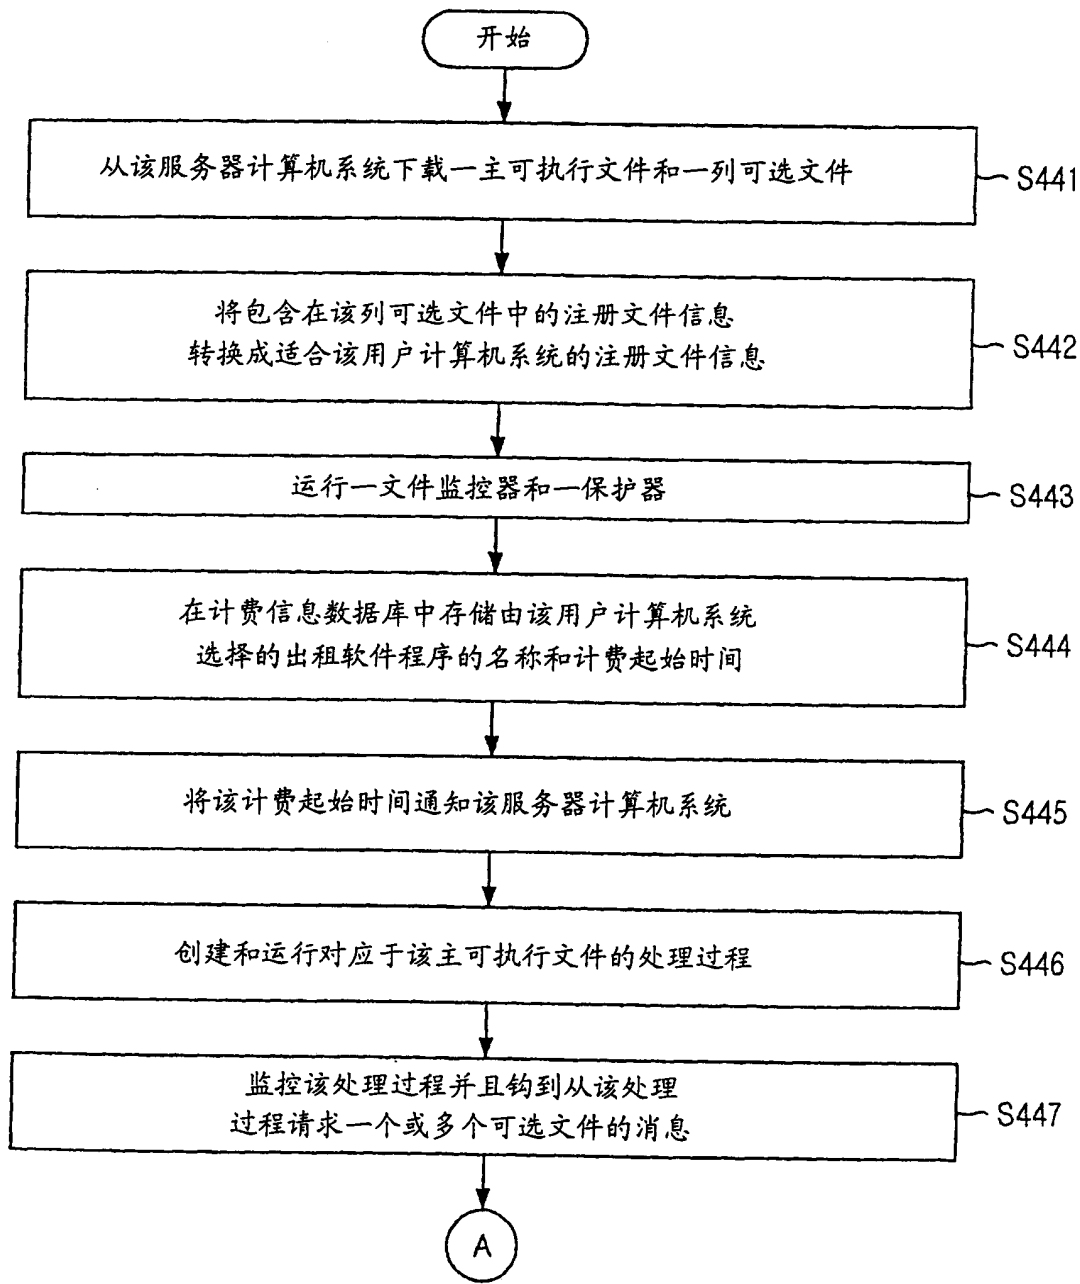 开始
从该服务器计算机系统下载一主可执行文件和一列可选文件
S441
将包含在该列可选文件中的注册文件信息
转换成适合该用户计算机系统的注册文件信息
S442
运行一文件监控器和一保护器
S443
在计费信息数据库中存储由该用户计算机系统
选择的出租软件程序的名称和计费起始时间
S444
将该计费起始时间通知该服务器计算机系统
S445
创建和运行对应于该主可执行文件的处理过程
S446
监控该处理过程并且钩到从该处理
过程请求一个或多个可选文件的消息
S447
A